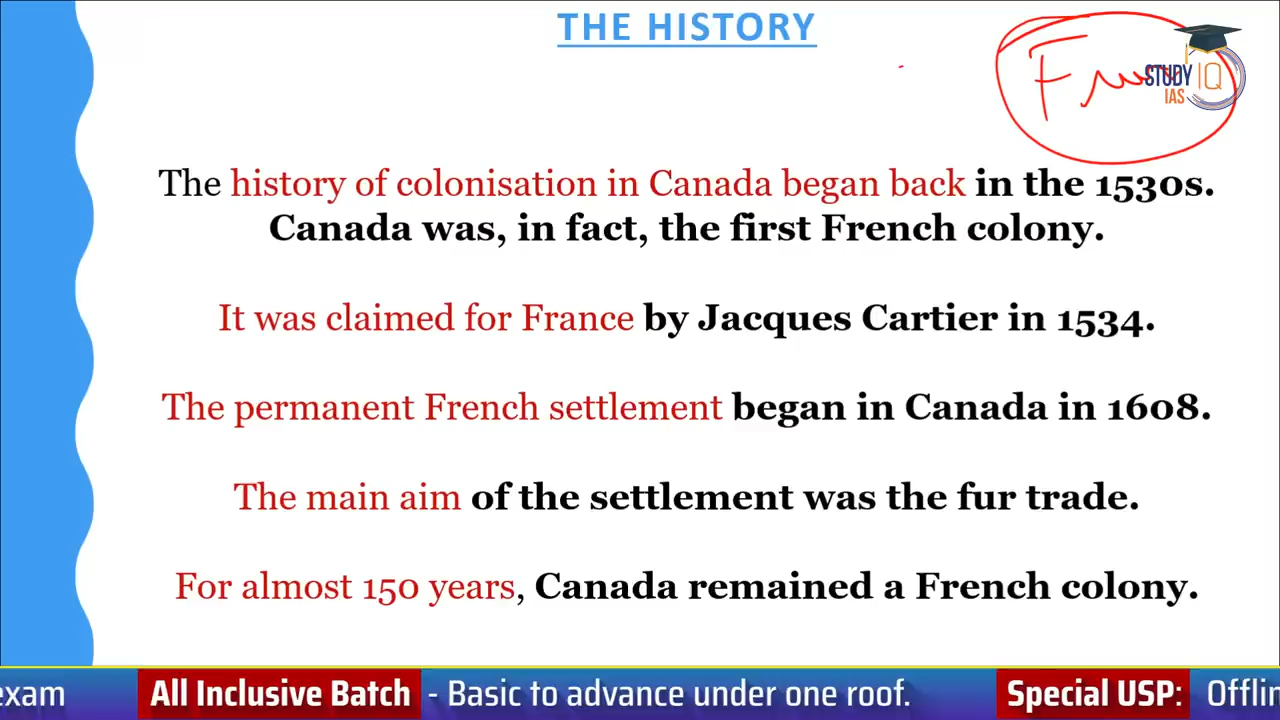 THE HISTORY
STUDY IQ
IAS
The history of colonisation in Canada began back in the 1530s.
Canada was, in fact, the first French colony.
It was claimed for France by Jacques Cartier in 1534.
The permanent French settlement began in Canada in 1608.
The main aim of the settlement was the fur trade.
For almost 150 years, Canada remained a French colony.
exam All Inclusive Batch - Basic to advance under one roof. Special USP: Offlin